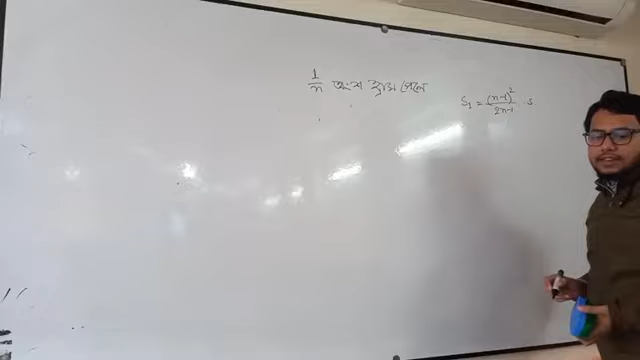 1/n অংশ হ্রাস পেলে
S₁ = (n-1)²/(2n-1) · s